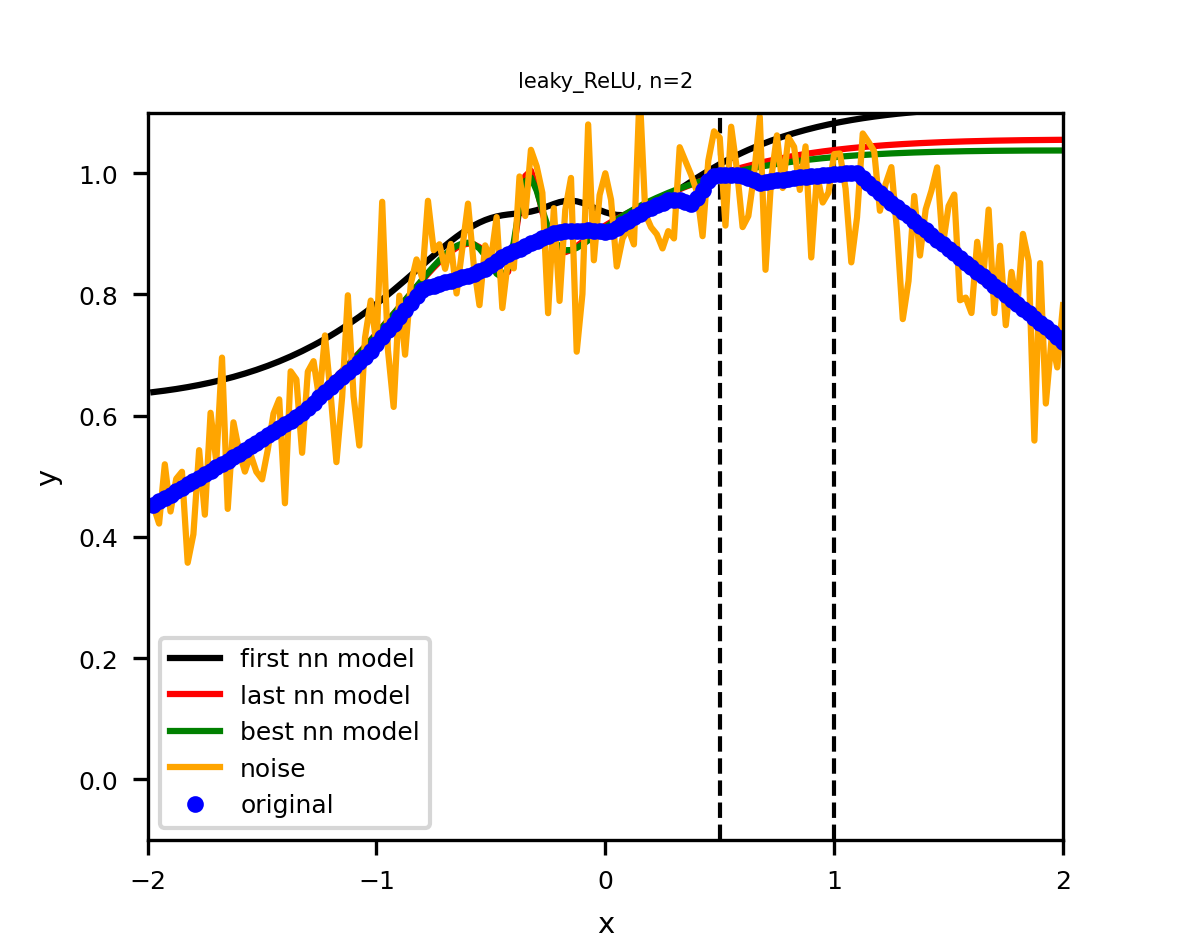 leaky_ReLU, n=2
1.0
0.8
0.6
0.4
0.2
0.0
y
first nn model
last nn model
best nn model
noise
original
−2
−1
0
1
2
x